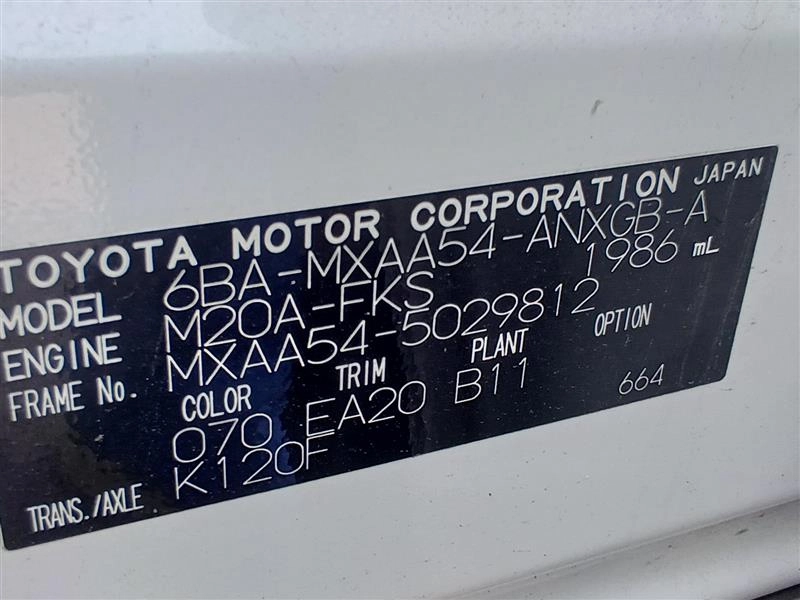 TOYOTA MOTOR CORPORATION JAPAN
MODEL 6BA-MXAA54-ANXGB-A
ENGINE M20A-FKS 1986 mL
FRAME No. MXAA54-5029812
COLOR TRIM PLANT OPTION
070 EA20 B11 664
TRANS./AXLE K120F